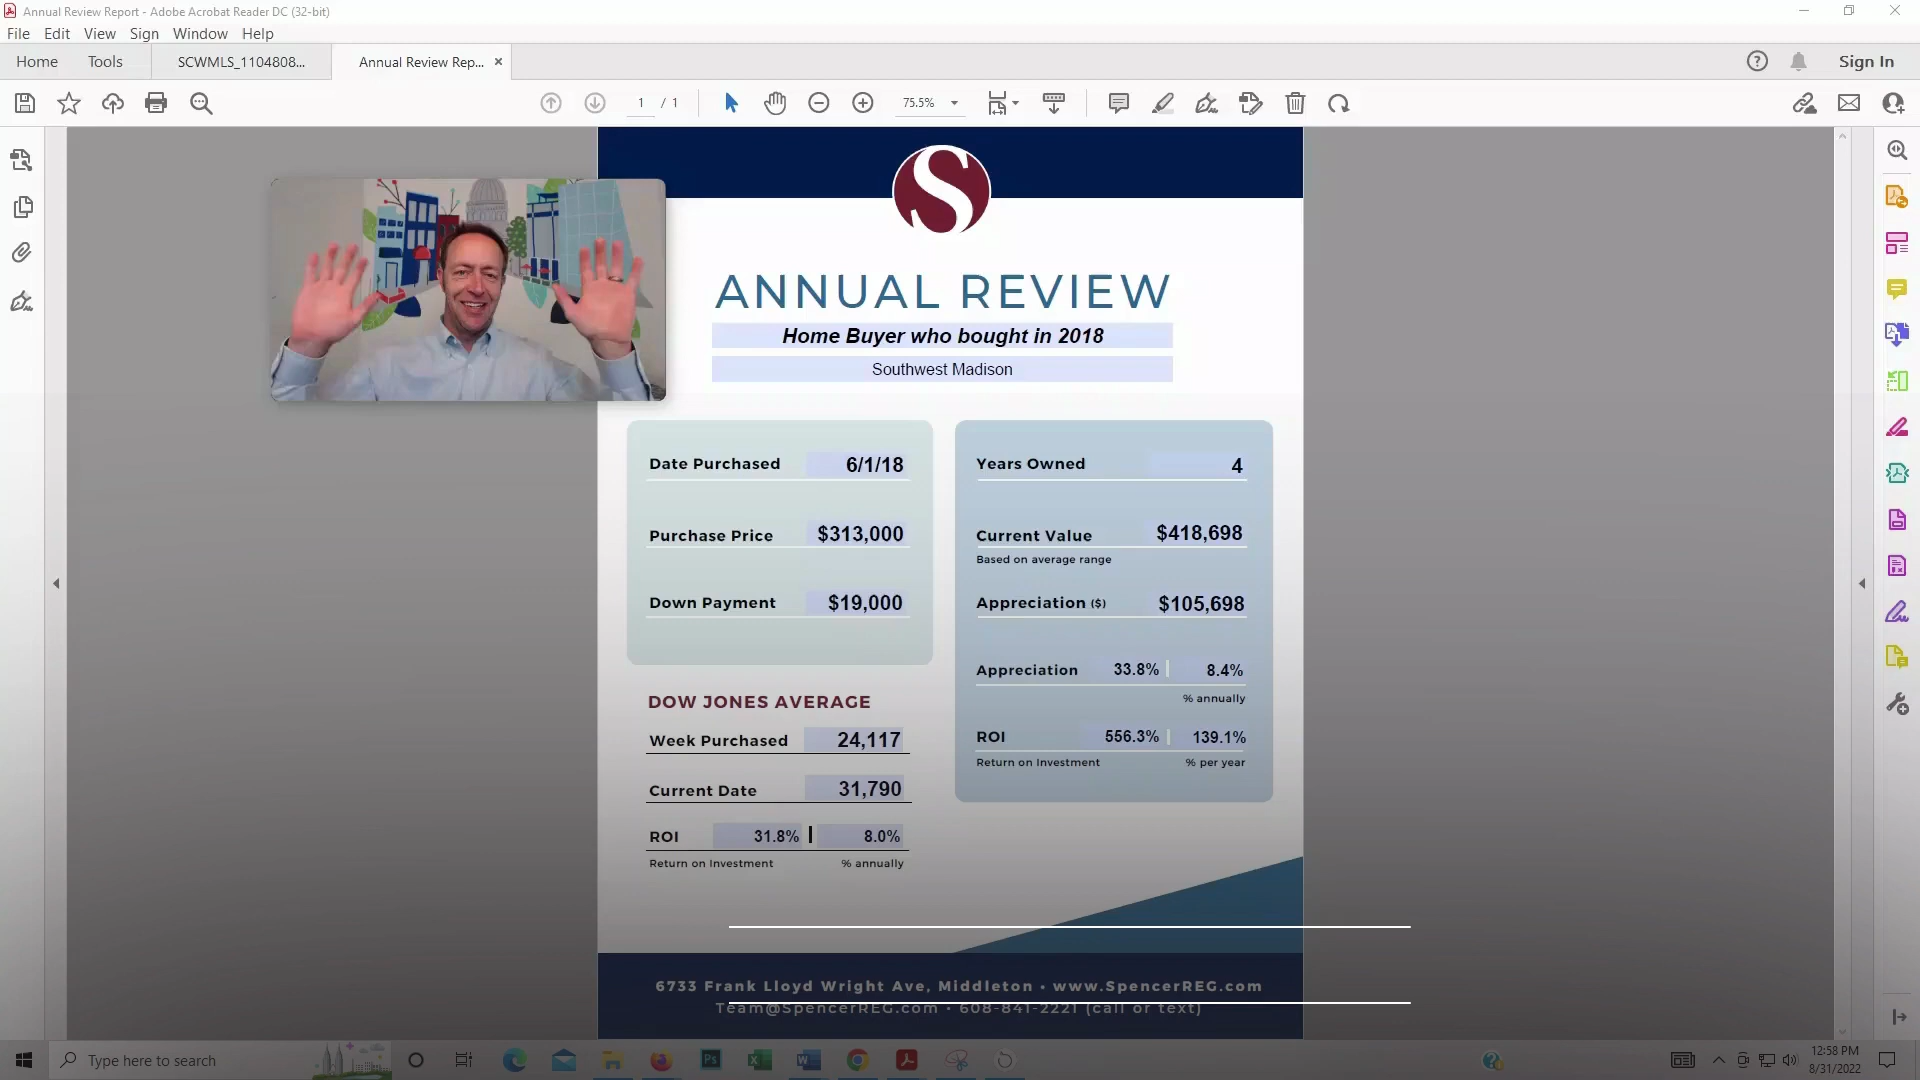 Annual Review Report - Adobe Acrobat Reader DC (32-bit)
File Edit View Sign Window Help
Home Tools SCWMLS_1104808... Annual Review Rep... × Sign In
1 / 1 75.5%
S
ANNUAL REVIEW
Home Buyer who bought in 2018
Southwest Madison
Date Purchased 6/1/18
Purchase Price $313,000
Down Payment $19,000
Years Owned 4
Current Value $418,698
Based on average range
Appreciation ($) $105,698
Appreciation 33.8% | 8.4%
% annually
ROI 556.3% | 139.1%
Return on Investment % per year
DOW JONES AVERAGE
Week Purchased 24,117
Current Date 31,790
ROI 31.8% | 8.0%
Return on Investment % annually
6733 Frank Lloyd Wright Ave, Middleton • www.SpencerREG.com
Team@SpencerREG.com • 608-841-2221 (call or text)
Type here to search
12:58 PM
8/31/2022